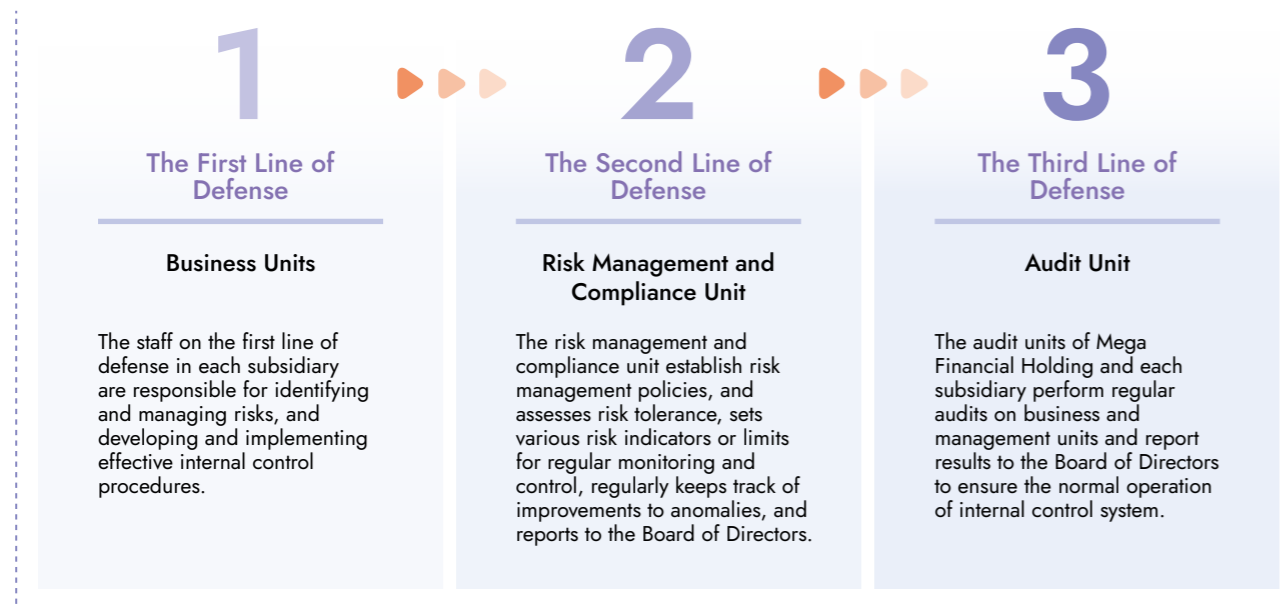 1
The First Line of
Defense
Business Units
The staff on the first line of
defense in each subsidiary
are responsible for identifying
and managing risks, and
developing and implementing
effective internal control
procedures.
2
The Second Line of
Defense
Risk Management and
Compliance Unit
The risk management and
compliance unit establish risk
management policies, and
assesses risk tolerance, sets
various risk indicators or limits
for regular monitoring and
control, regularly keeps track of
improvements to anomalies, and
reports to the Board of Directors.
3
The Third Line of
Defense
Audit Unit
The audit units of Mega
Financial Holding and each
subsidiary perform regular
audits on business and
management units and report
results to the Board of Directors
to ensure the normal operation
of internal control system.